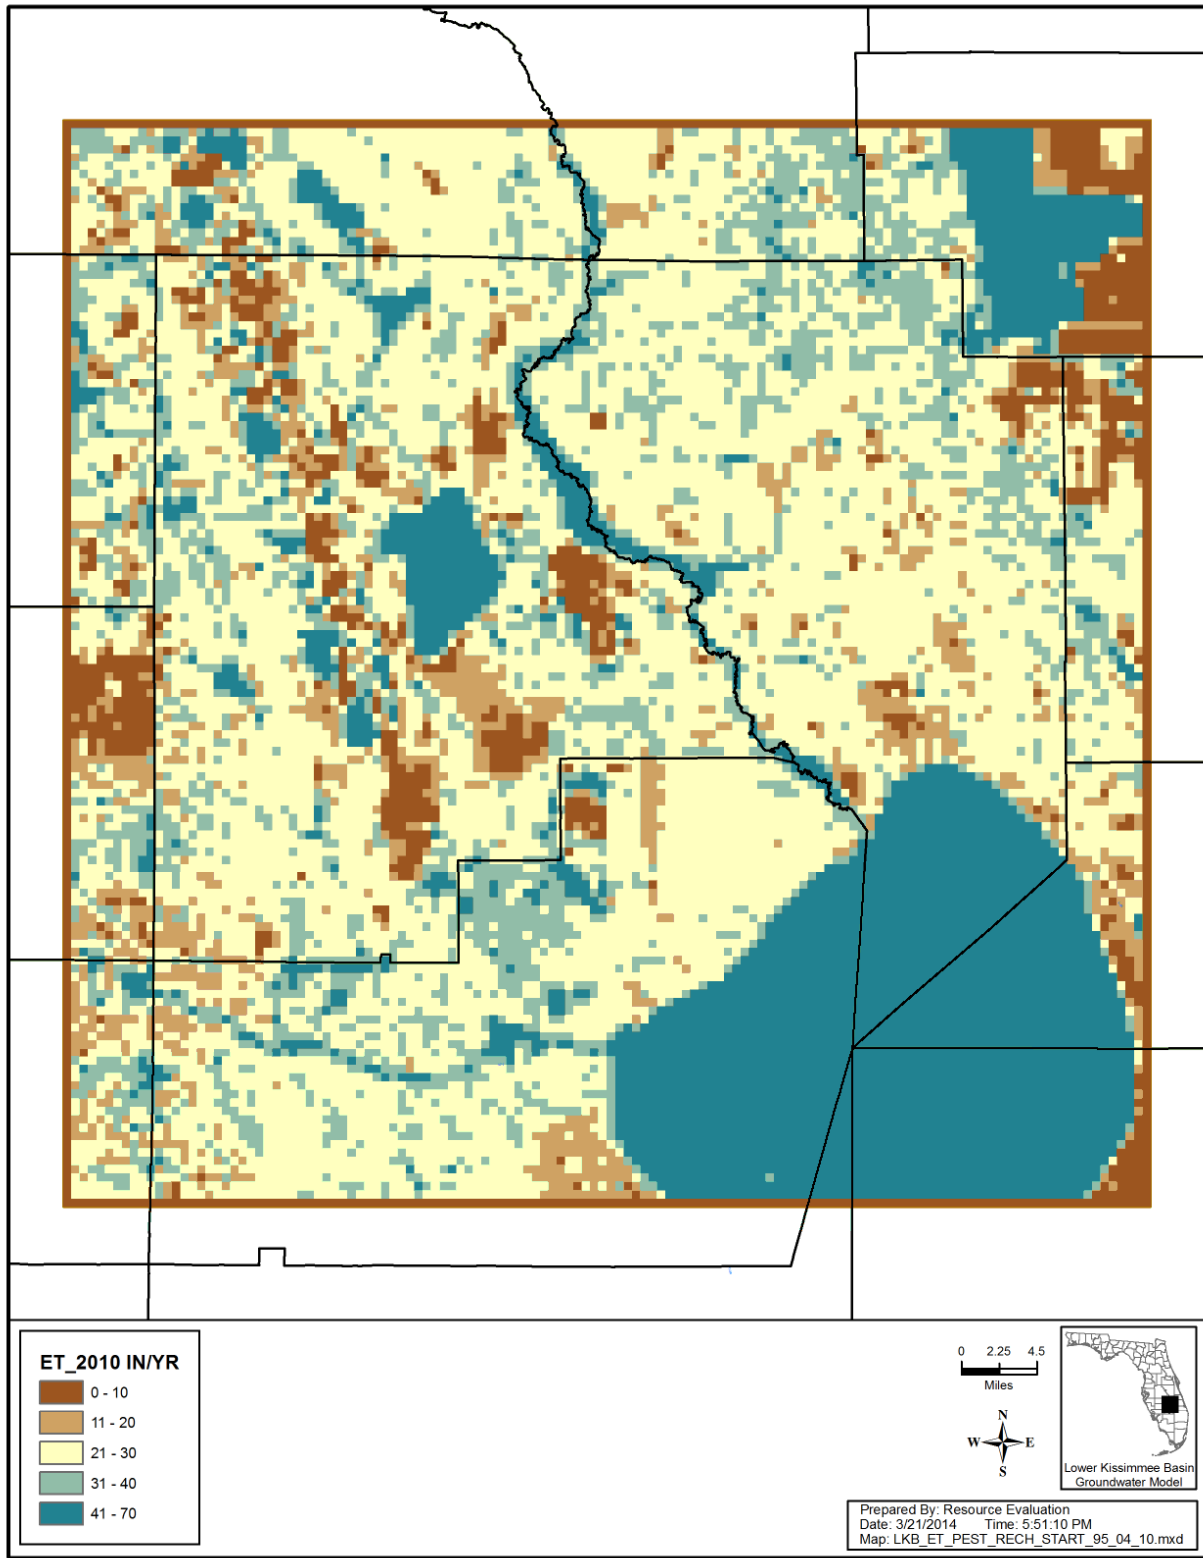 ET_2010 IN/YR
0 - 10
11 - 20
21 - 30
31 - 40
41 - 70
0 2.25 4.5
Miles
N
W E
S
Lower Kissimmee Basin
Groundwater Model
Prepared By: Resource Evaluation
Date: 3/21/2014 Time: 5:51:10 PM
Map: LKB_ET_PEST_RECH_START_95_04_10.mxd